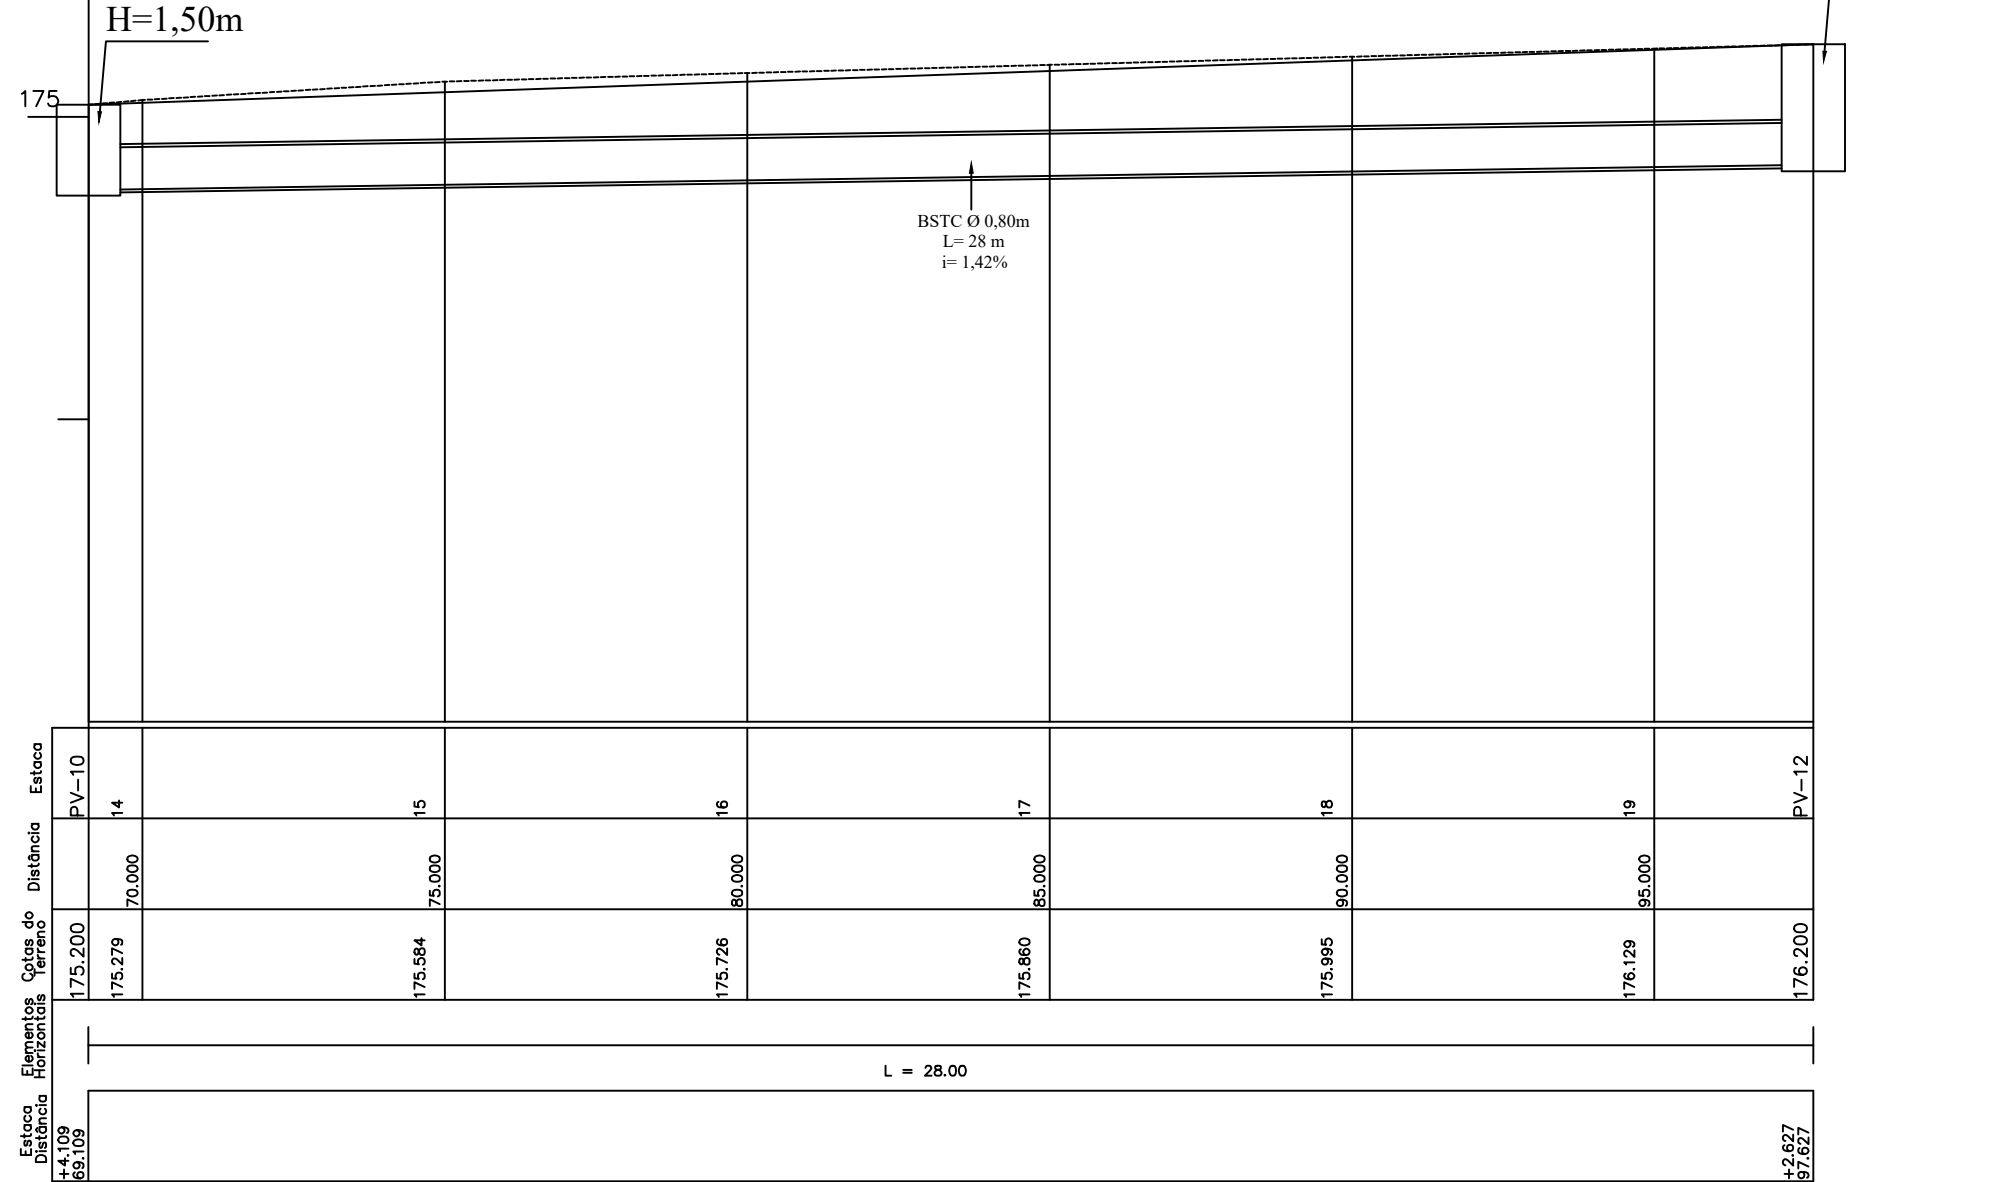 H=1,50m
175
BSTC Ø 0,80m
L= 28 m
i= 1,42%
Estaca
PV-10
14
15
16
17
18
19
PV-12
Distância
70.000
75.000
80.000
85.000
90.000
95.000
Cotas do
Terreno
175.200
175.279
175.584
175.726
175.860
175.995
176.129
176.200
Elementos
Horizontais
L = 28.00
Estaca
Distância
+4.109
69.109
+2.627
97.627